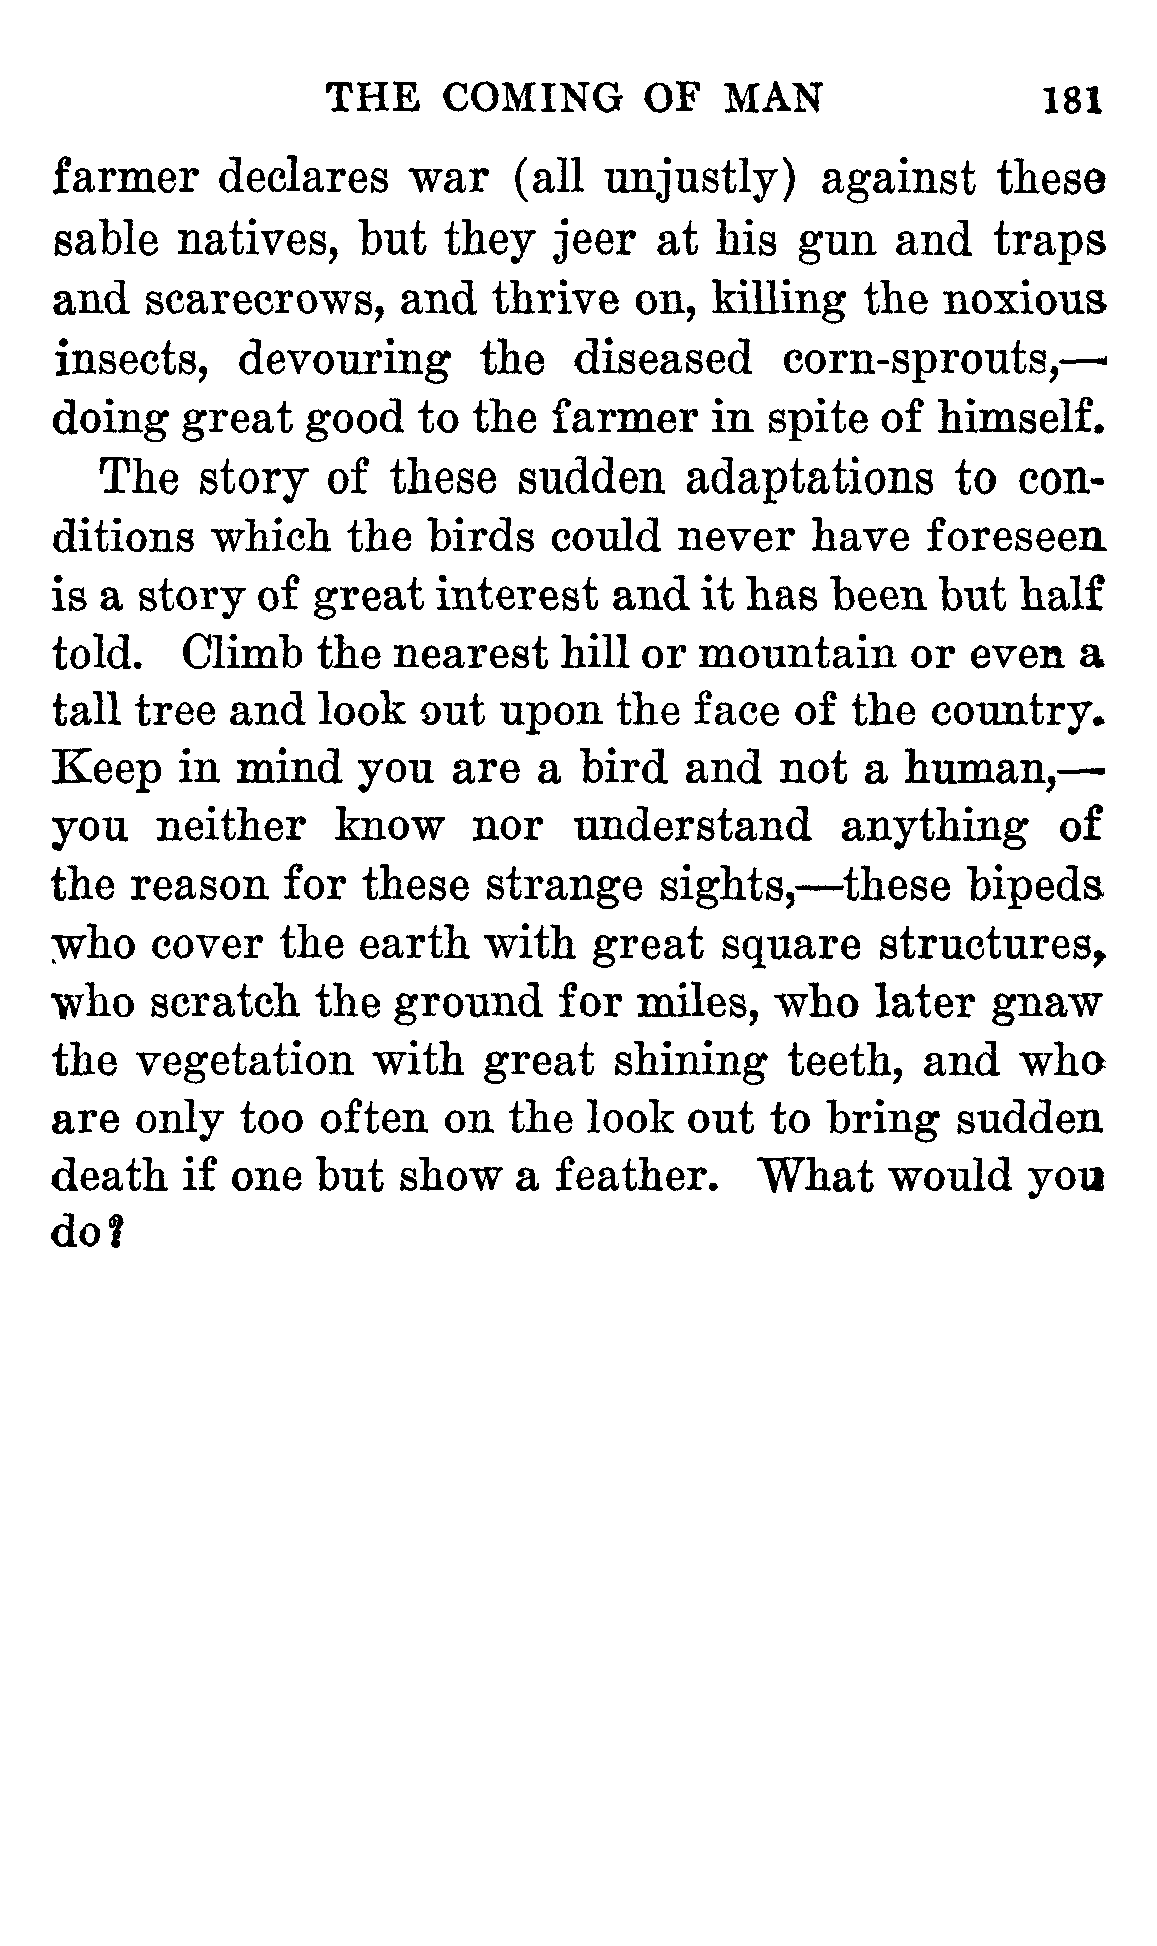 THE COMING OF MAN 181
farmer declares war (all unjustly) against these
sable natives, but they jeer at his gun and traps
and scarecrows, and thrive on, killing the noxious
insects, devouring the diseased corn-sprouts,—
doing great good to the farmer in spite of himself.
The story of these sudden adaptations to con-
ditions which the birds could never have foreseen
is a story of great interest and it has been but half
told. Climb the nearest hill or mountain or even a
tall tree and look out upon the face of the country.
Keep in mind you are a bird and not a human,—
you neither know nor understand anything of
the reason for these strange sights,—these bipeds
who cover the earth with great square structures,
who scratch the ground for miles, who later gnaw
the vegetation with great shining teeth, and who
are only too often on the look out to bring sudden
death if one but show a feather. What would you
do?